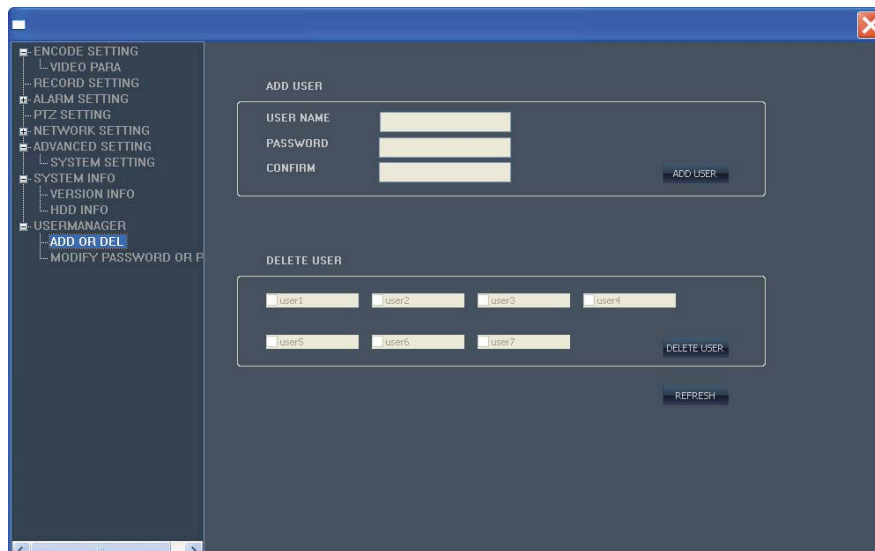 ENCODE SETTING
VIDEO PARA
RECORD SETTING
ALARM SETTING
PTZ SETTING
NETWORK SETTING
ADVANCED SETTING
SYSTEM SETTING
SYSTEM INFO
VERSION INFO
HDD INFO
USERMANAGER
ADD OR DEL
MODIFY PASSWORD OR P
ADD USER
USER NAME
PASSWORD
CONFIRM
ADD USER
DELETE USER
user1 user2 user3 user4
user5 user6 user7
DELETE USER
REFRESH